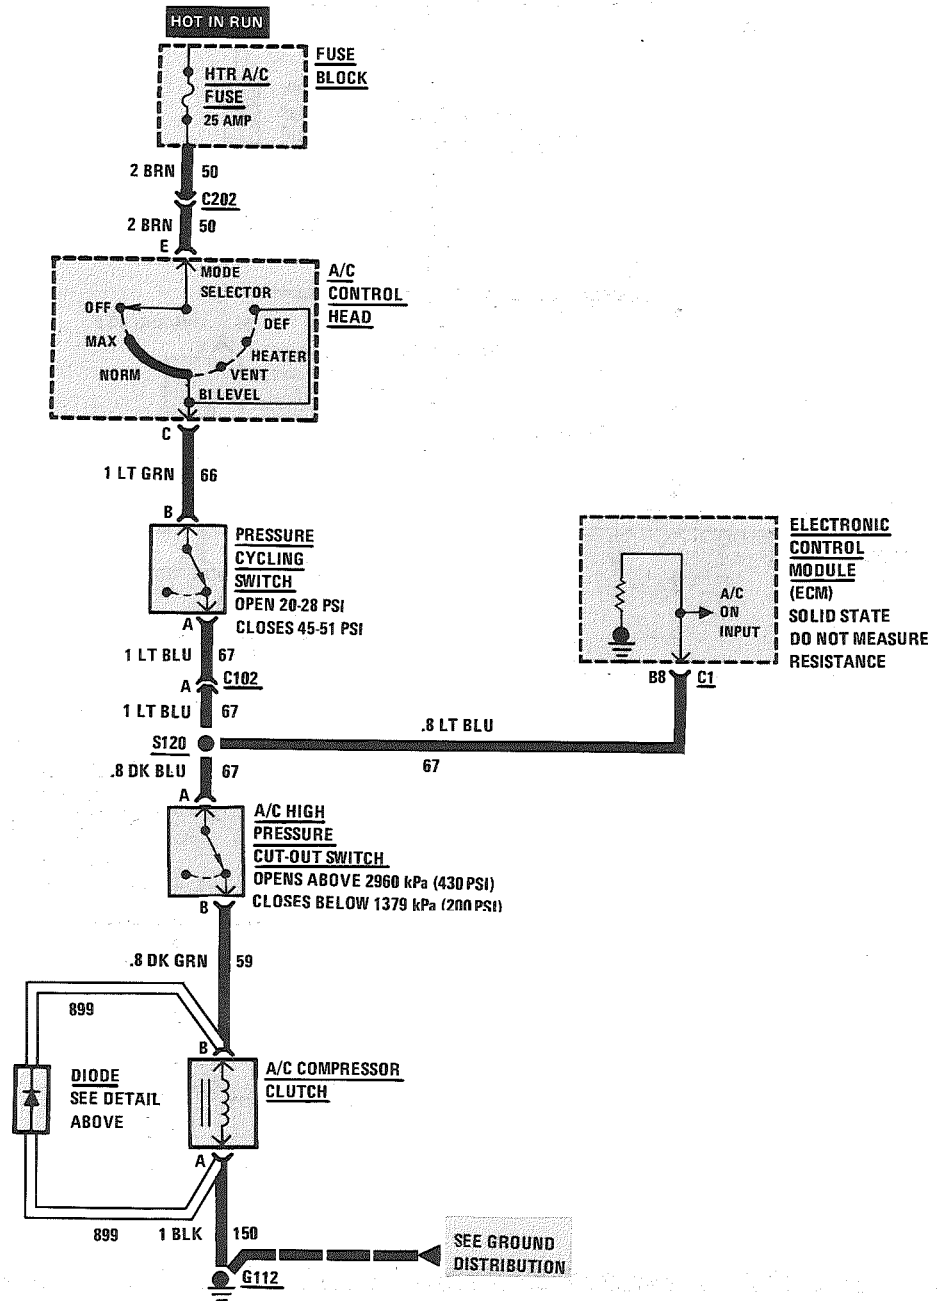 HOT IN RUN
FUSE
BLOCK
HTR A/C
FUSE
25 AMP
2 BRN 50
C202
2 BRN 50
E
A/C
CONTROL
HEAD
MODE
SELECTOR
OFF
DEF
MAX
HEATER
NORM
VENT
BI LEVEL
C
1 LT GRN 66
B
PRESSURE
CYCLING
SWITCH
OPEN 20-28 PSI
CLOSES 45-51 PSI
A
1 LT BLU 67
C102
A
1 LT BLU 67
ELECTRONIC
CONTROL
MODULE
(ECM)
SOLID STATE
DO NOT MEASURE
RESISTANCE
A/C
ON
INPUT
B8 C1
.8 LT BLU
67
S120
.8 DK BLU 67
A
A/C HIGH
PRESSURE
CUT-OUT SWITCH
OPENS ABOVE 2960 kPa (430 PSI)
CLOSES BELOW 1379 kPa (200 PSI)
B
.8 DK GRN 59
899
B
A/C COMPRESSOR
CLUTCH
DIODE
SEE DETAIL
ABOVE
A
899
1 BLK 150
SEE GROUND
DISTRIBUTION
G112